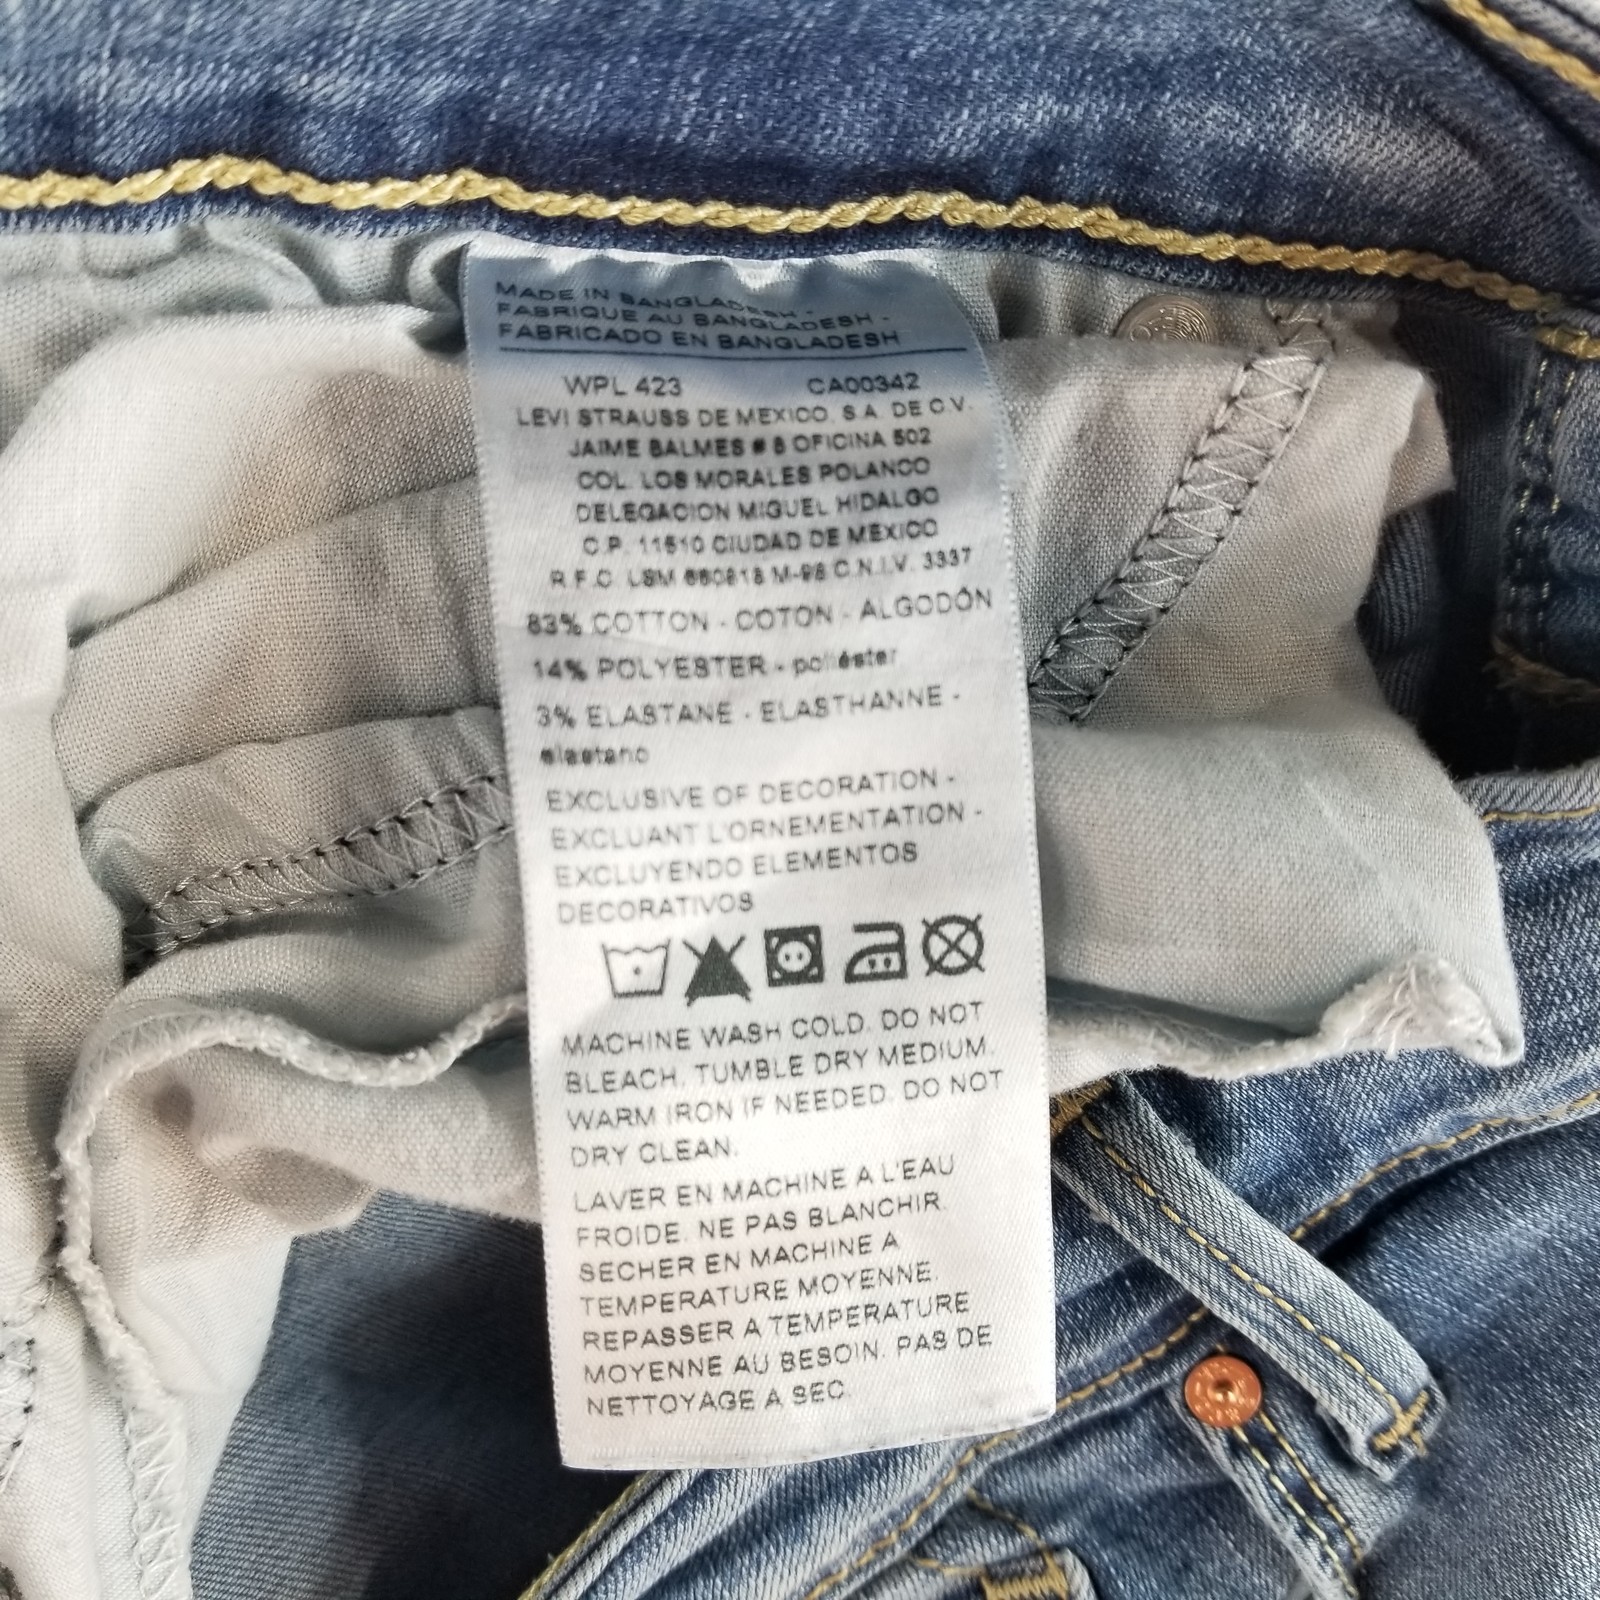 MADE IN BANGLADESH -
FABRIQUE AU BANGLADESH -
FABRICADO EN BANGLADESH
WPL 423 CA00342
LEVI STRAUSS DE MEXICO, S.A. DE C.V.
JAIME BALMES # 8 OFICINA 502
COL. LOS MORALES POLANCO
DELEGACION MIGUEL HIDALGO
C.P. 11510 CIUDAD DE MEXICO
R.F.C. LSM 660818 M-98 C.N.I.V. 3337
83% COTTON - COTON - ALGODÓN
14% POLYESTER - poliéster
3% ELASTANE - ELASTHANNE -
elastano
EXCLUSIVE OF DECORATION -
EXCLUANT L'ORNEMENTATION -
EXCLUYENDO ELEMENTOS
DECORATIVOS
MACHINE WASH COLD. DO NOT
BLEACH. TUMBLE DRY MEDIUM.
WARM IRON IF NEEDED. DO NOT
DRY CLEAN.
LAVER EN MACHINE A L'EAU
FROIDE. NE PAS BLANCHIR.
SECHER EN MACHINE A
TEMPERATURE MOYENNE.
REPASSER A TEMPERATURE
MOYENNE AU BESOIN. PAS DE
NETTOYAGE A SEC.